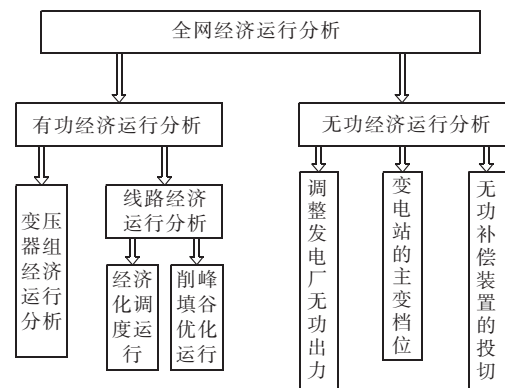 全网经济运行分析
有功经济运行分析
无功经济运行分析
变压
器组
经济
运行
分析
线路经济
运行分析
经济
化调
度运
行
削峰
填谷
优化
运行
调
整
发
电
厂
无
功
出
力
变
电
站
的
主
变
档
位
无
功
补
偿
装
置
的
投
切